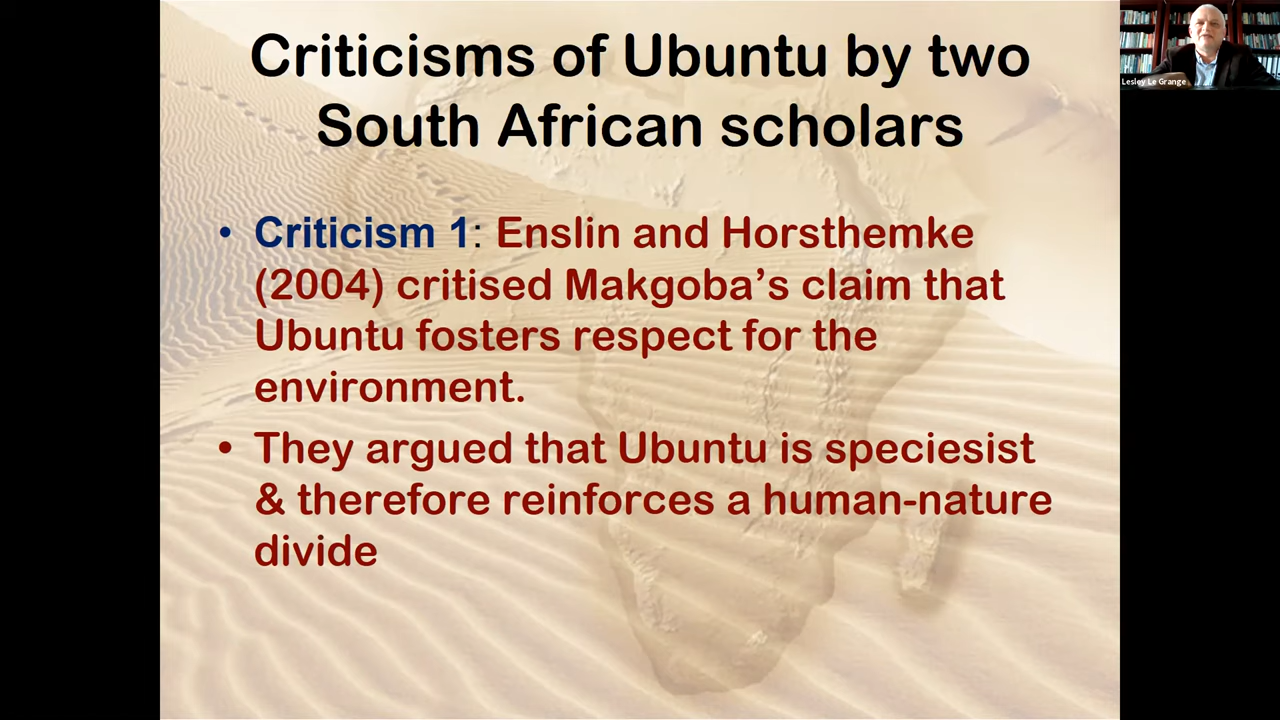 Criticisms of Ubuntu by two
South African scholars
• Criticism 1: Enslin and Horsthemke
(2004) critised Makgoba’s claim that
Ubuntu fosters respect for the
environment.
• They argued that Ubuntu is speciesist
& therefore reinforces a human-nature
divide
Lesley Le Grange